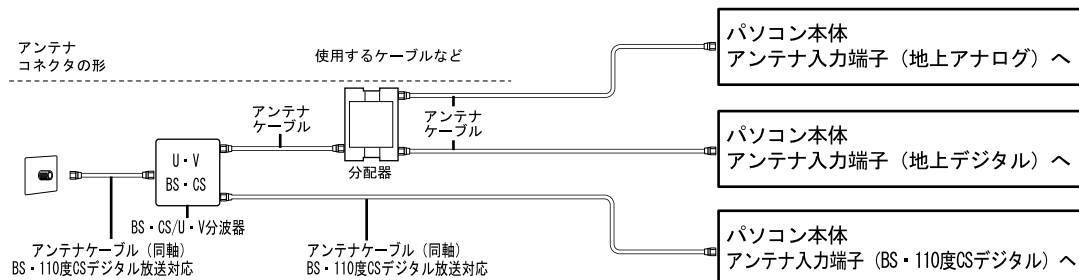 アンテナ
コネクタの形
使用するケーブルなど
パソコン本体
アンテナ入力端子（地上アナログ）へ
アンテナ
ケーブル
アンテナ
ケーブル
パソコン本体
アンテナ入力端子（地上デジタル）へ
U・V
BS・CS
分配器
BS・CS/U・V分波器
アンテナケーブル（同軸）
BS・110度CSデジタル放送対応
アンテナケーブル（同軸）
BS・110度CSデジタル放送対応
パソコン本体
アンテナ入力端子（BS・110度CSデジタル）へ